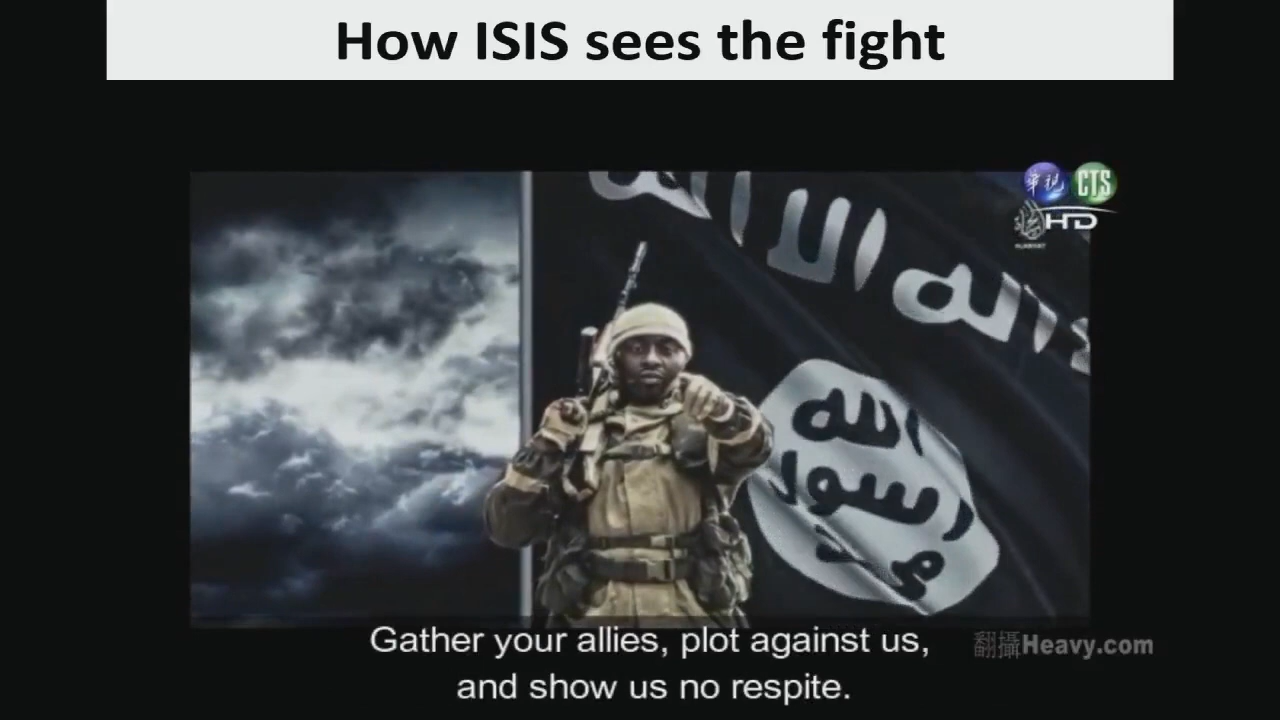 How ISIS sees the fight
華視 CTS
HD
اله الا الله
الله
رسول
محمد
Gather your allies, plot against us,
and show us no respite.
翻攝Heavy.com